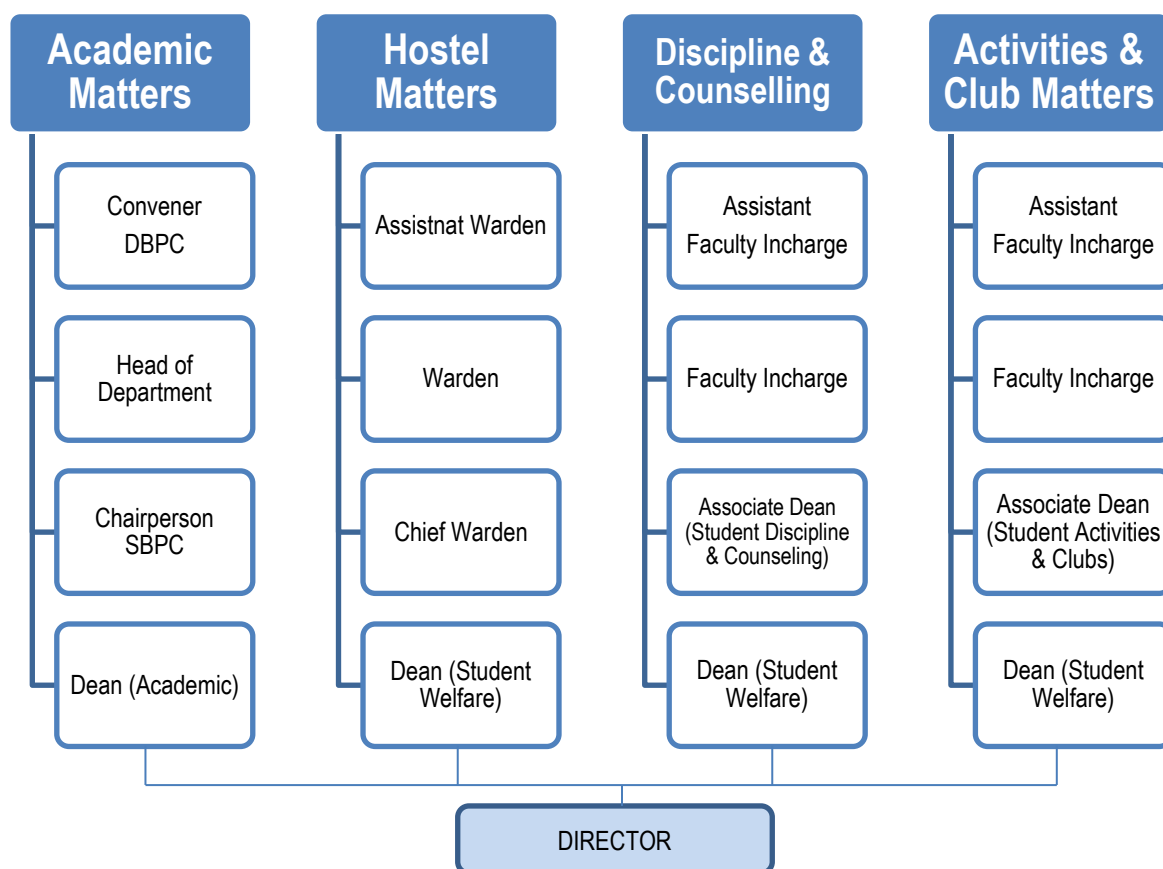 Academic
Matters
Convener
DBPC
Head of
Department
Chairperson
SBPC
Dean (Academic)
Hostel
Matters
Assistnat Warden
Warden
Chief Warden
Dean (Student
Welfare)
Discipline &
Counselling
Assistant
Faculty Incharge
Faculty Incharge
Associate Dean
(Student Discipline
& Counseling)
Dean (Student
Welfare)
Activities &
Club Matters
Assistant
Faculty Incharge
Faculty Incharge
Associate Dean
(Student Activities
& Clubs)
Dean (Student
Welfare)
DIRECTOR